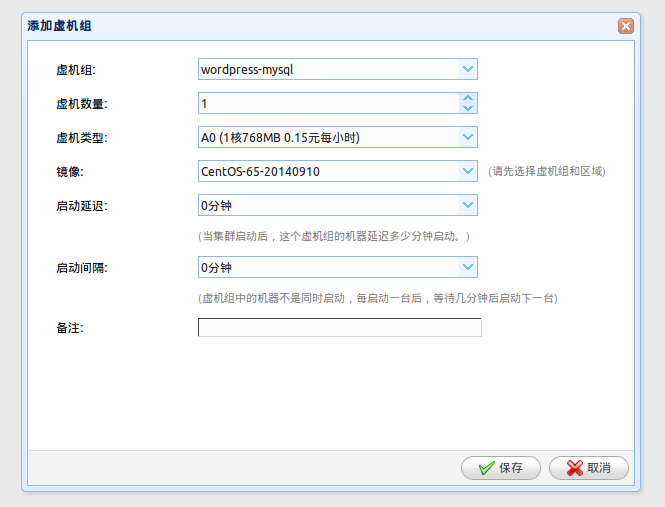 添加虚机组
虚机组: wordpress-mysql
虚机数量: 1
虚机类型: A0 (1核768MB 0.15元每小时)
镜像: CentOS-65-20140910 (请先选择虚机组和区域)
启动延迟: 0分钟
(当集群启动后，这个虚机组的机器延迟多少分钟启动。)
启动间隔: 0分钟
(虚机组中的机器不是同时启动，每启动一台后，等待几分钟后启动下一台)
备注:
保存 取消